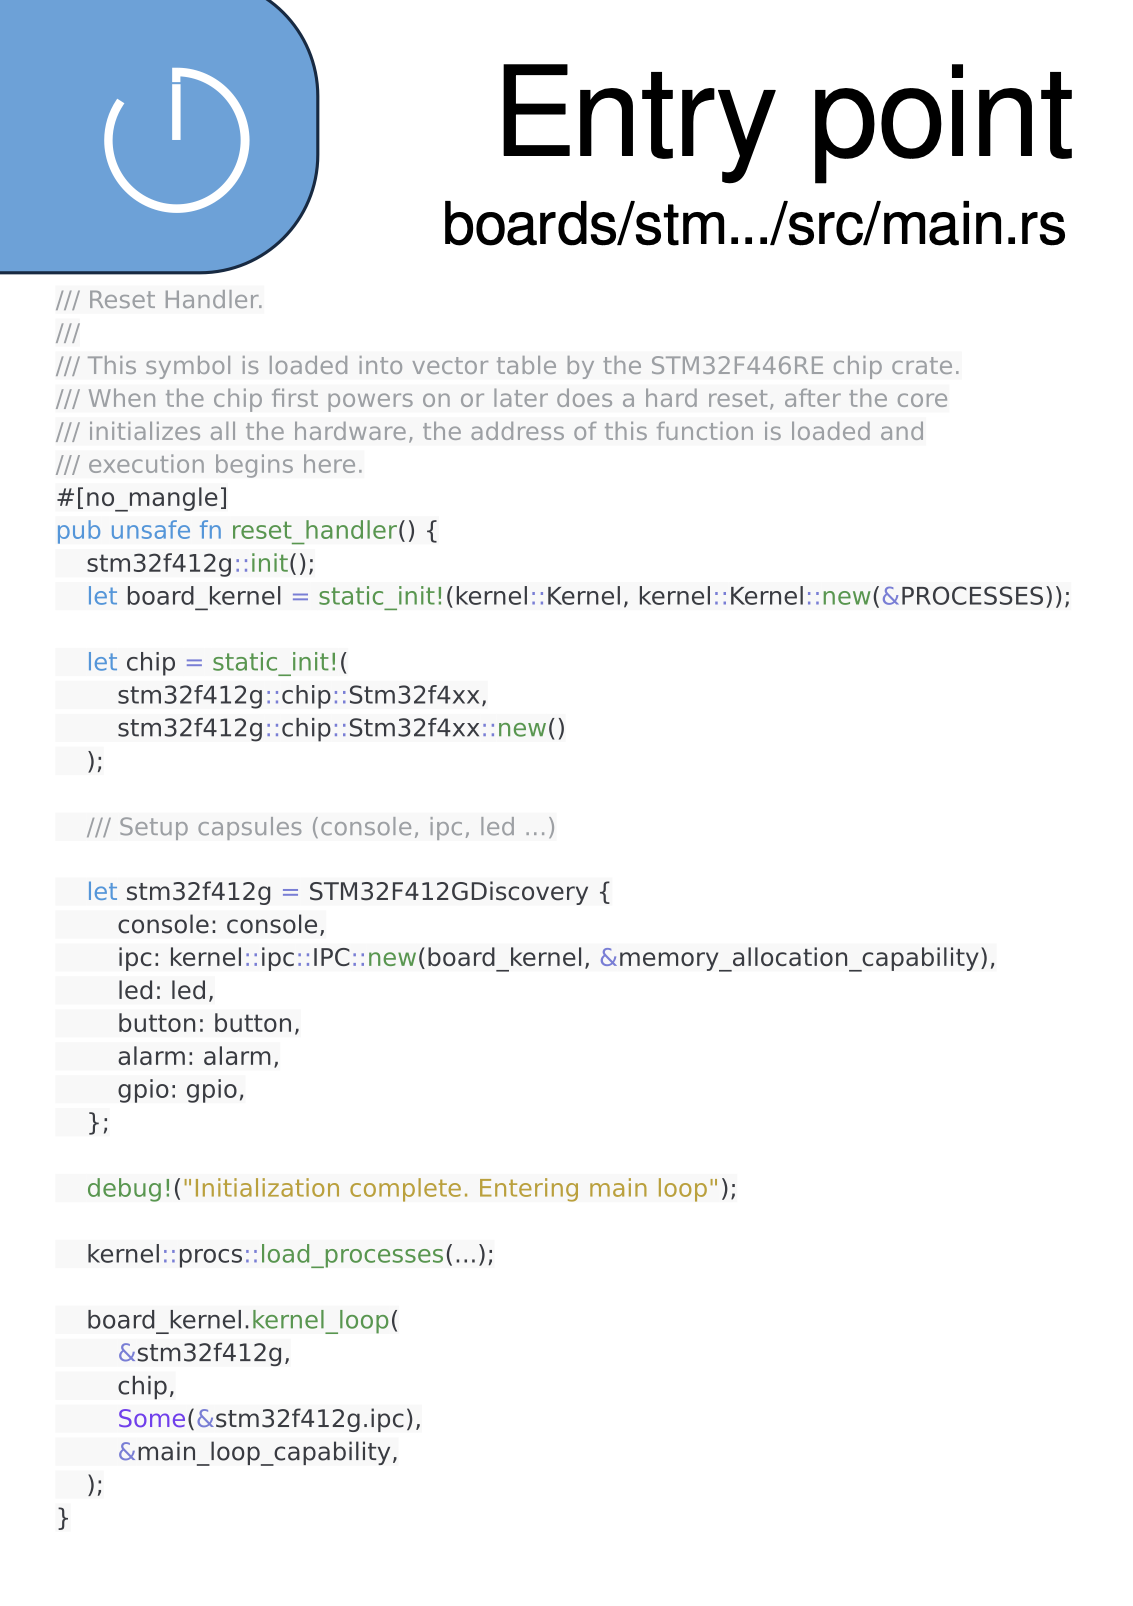 Entry point
boards/stm.../src/main.rs
/// Reset Handler.
///
/// This symbol is loaded into vector table by the STM32F446RE chip crate.
/// When the chip first powers on or later does a hard reset, after the core
/// initializes all the hardware, the address of this function is loaded and
/// execution begins here.
#[no_mangle]
pub unsafe fn reset_handler() {
    stm32f412g::init();
    let board_kernel = static_init!(kernel::Kernel, kernel::Kernel::new(&PROCESSES));

    let chip = static_init!(
        stm32f412g::chip::Stm32f4xx,
        stm32f412g::chip::Stm32f4xx::new()
    );

    /// Setup capsules (console, ipc, led ...)

    let stm32f412g = STM32F412GDiscovery {
        console: console,
        ipc: kernel::ipc::IPC::new(board_kernel, &memory_allocation_capability),
        led: led,
        button: button,
        alarm: alarm,
        gpio: gpio,
    };

    debug!("Initialization complete. Entering main loop");

    kernel::procs::load_processes(...);

    board_kernel.kernel_loop(
        &stm32f412g,
        chip,
        Some(&stm32f412g.ipc),
        &main_loop_capability,
    );
}